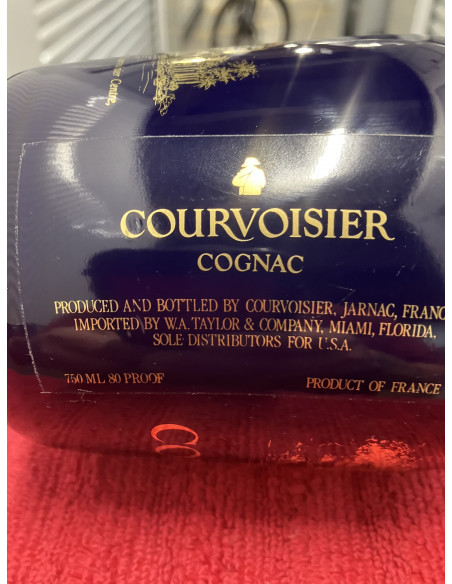 COURVOISIER
COGNAC
PRODUCED AND BOTTLED BY COURVOISIER, JARNAC, FRANC
IMPORTED BY W.A. TAYLOR & COMPANY, MIAMI, FLORIDA,
SOLE DISTRIBUTORS FOR U.S.A.
750 ML 80 PROOF
PRODUCT OF FRANCE